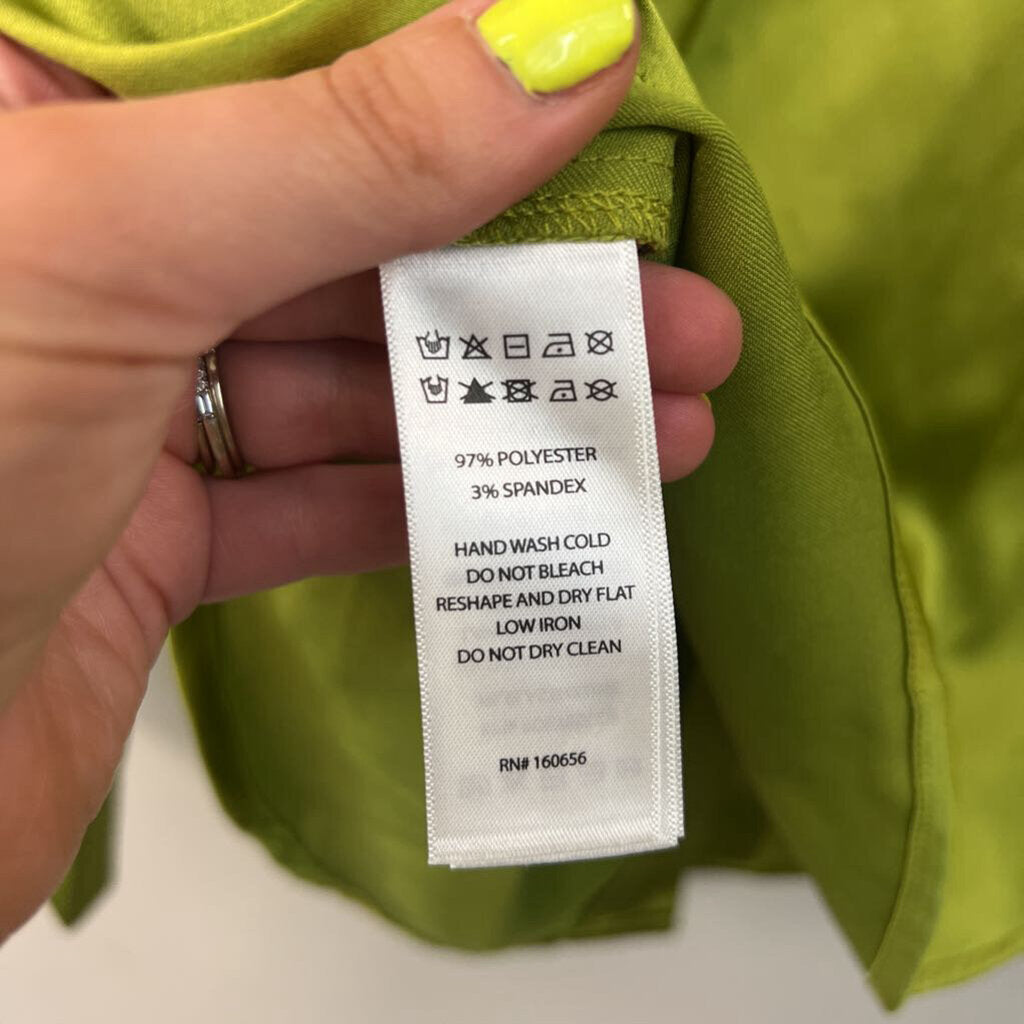 97% POLYESTER
3% SPANDEX
HAND WASH COLD
DO NOT BLEACH
RESHAPE AND DRY FLAT
LOW IRON
DO NOT DRY CLEAN
RN# 160656